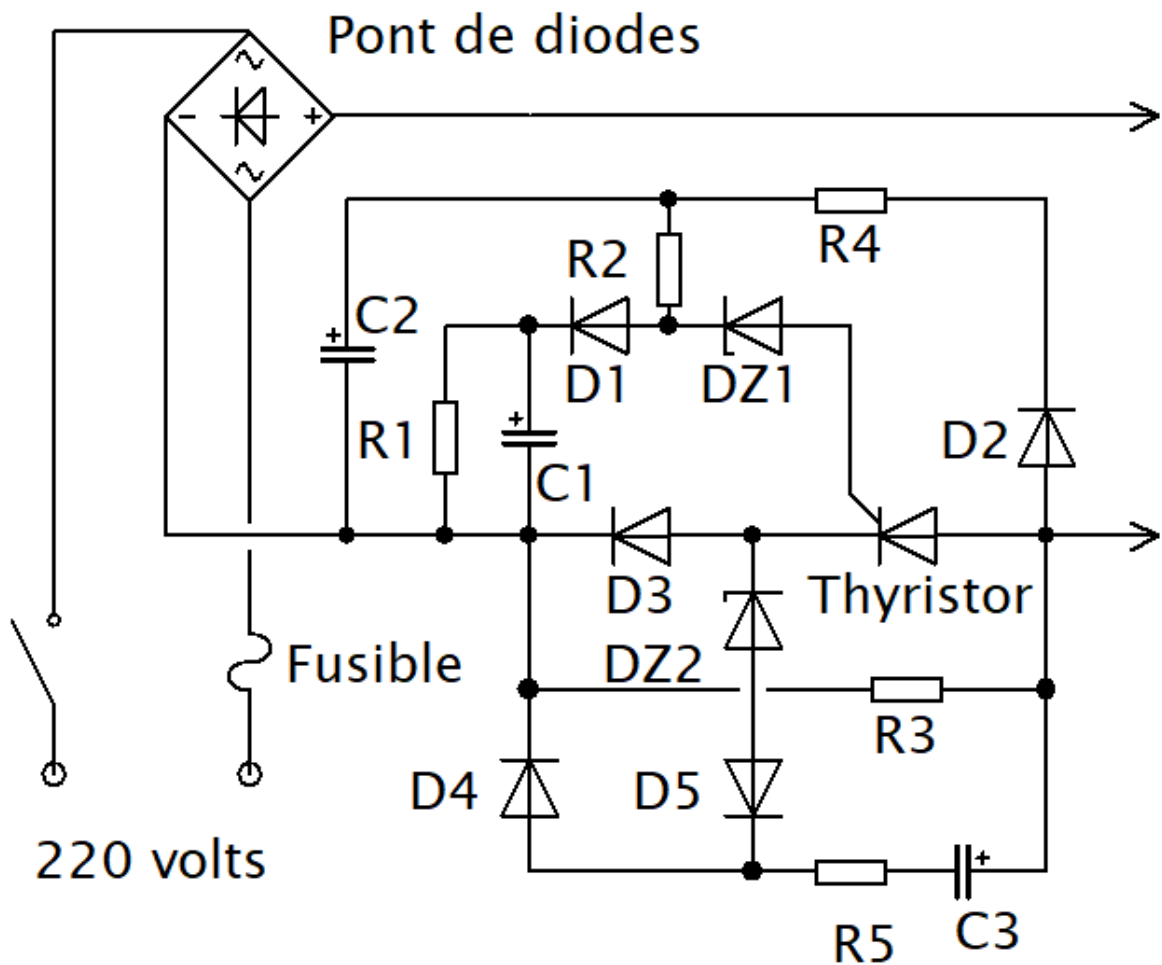 Pont de diodes
~
- +
~
R4
R2
C2
+
D1
DZ1
R1
+
D2
C1
D3
Thyristor
Fusible
DZ2
R3
D4
D5
220 volts
+
R5
C3